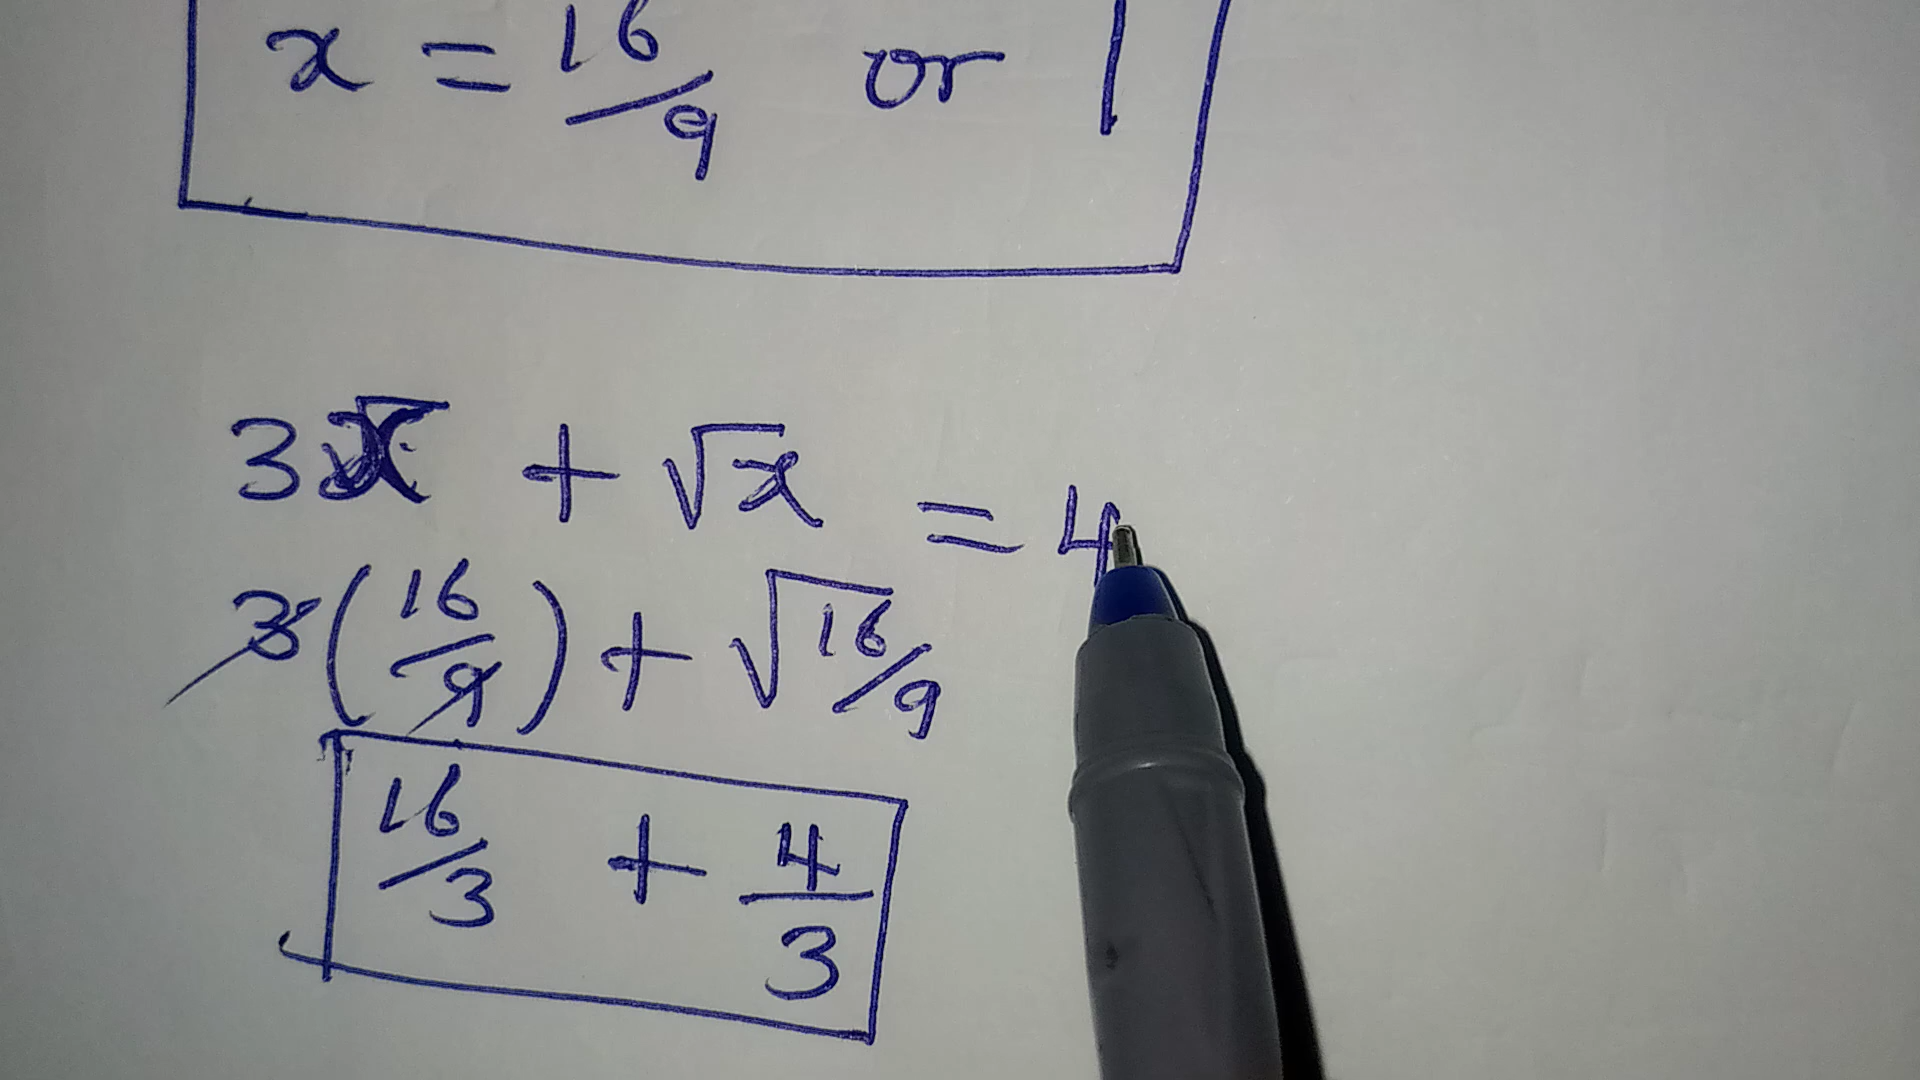 x = 16/9 or 1
3x + √x = 4
3(16/9) + √16/9
16/3 + 4/3